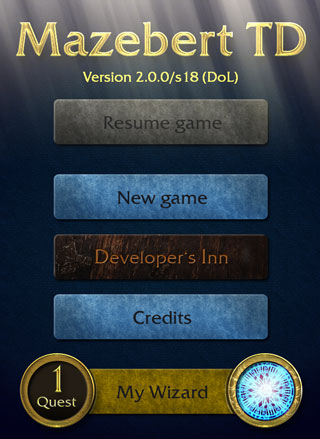 Mazebert TD
Version 2.0.0/s18 (DoL)
Resume game
New game
Developer's Inn
Credits
1
Quest
My Wizard